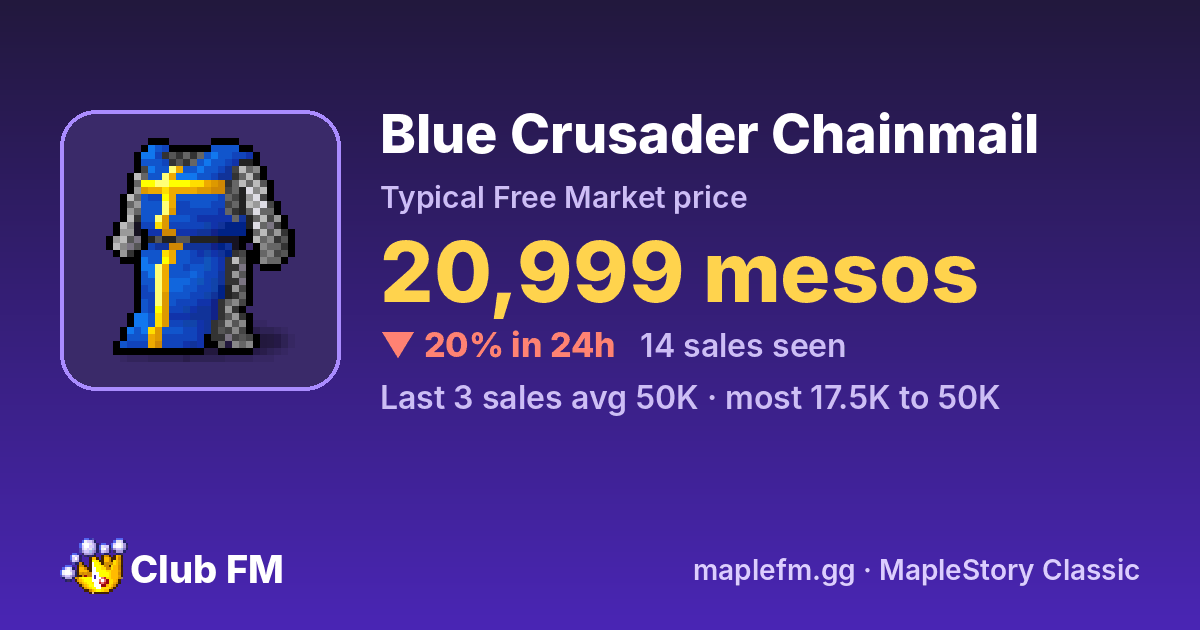 Blue Crusader Chainmail
Typical Free Market price
20,999 mesos
▼ 20% in 24h 14 sales seen
Last 3 sales avg 50K · most 17.5K to 50K
Club FM
maplefm.gg · MapleStory Classic